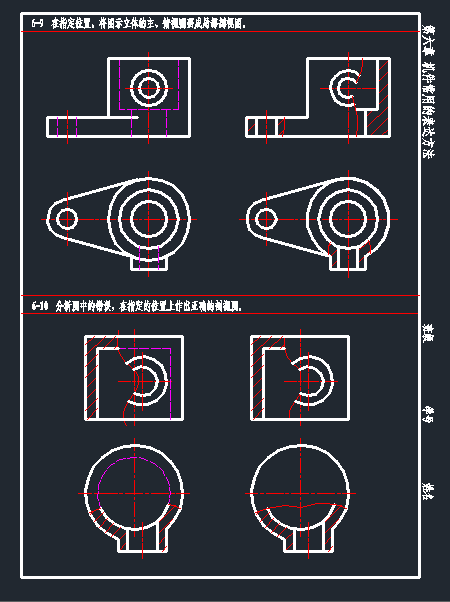 6-9 在指定位置，将图示立体的主、俯视图画成局部剖视图。
第六章 机件常用的表达方法
6-10 分析图中的错误，在指定的位置上作出正确的剖视图。
班级
学号
姓名